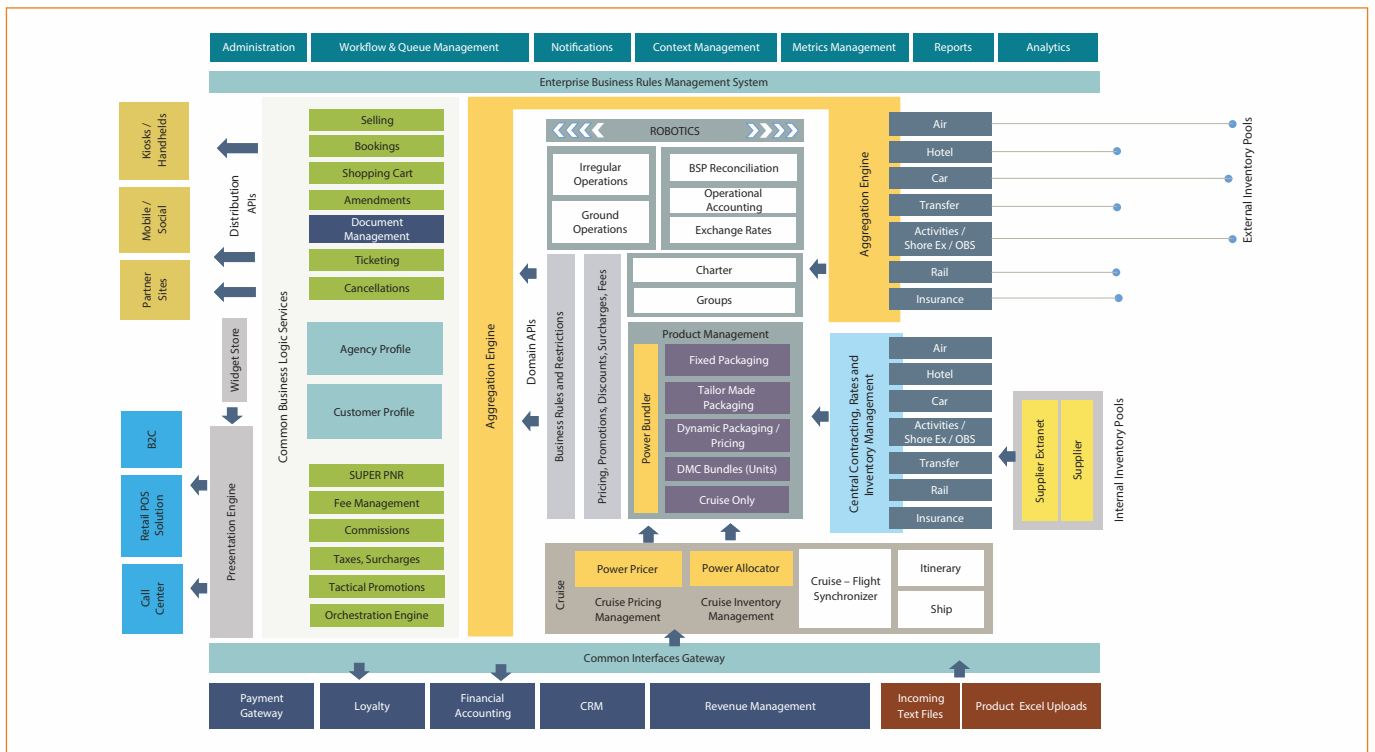 Administration
Workflow & Queue Management
Notifications
Context Management
Metrics Management
Reports
Analytics
Enterprise Business Rules Management System
Kiosks /
Handhelds
Mobile /
Social
Partner
Sites
Distribution
APIs
Widget Store
B2C
Retail POS
Solution
Call
Center
Presentation Engine
Common Business Logic Services
Selling
Bookings
Shopping Cart
Amendments
Document
Management
Ticketing
Cancellations
Agency Profile
Customer Profile
SUPER PNR
Fee Management
Commissions
Taxes, Surcharges
Tactical Promotions
Orchestration Engine
Aggregation Engine
Domain APIs
ROBOTICS
Irregular
Operations
Ground
Operations
BSP Reconciliation
Operational
Accounting
Exchange Rates
Business Rules and Restrictions
Pricing, Promotions, Discounts, Surcharges, Fees
Charter
Groups
Product Management
Power Bundler
Fixed Packaging
Tailor Made
Packaging
Dynamic Packaging /
Pricing
DMC Bundles (Units)
Cruise Only
Aggregation Engine
Air
Hotel
Car
Transfer
Activities /
Shore Ex / OBS
Rail
Insurance
External Inventory Pools
Central Contracting, Rates and
Inventory Management
Air
Hotel
Car
Activities /
Shore Ex / OBS
Transfer
Rail
Insurance
Supplier Extranet
Supplier
Internal Inventory Pools
Cruise
Power Pricer
Cruise Pricing
Management
Power Allocator
Cruise Inventory
Management
Cruise – Flight
Synchronizer
Itinerary
Ship
Common Interfaces Gateway
Payment
Gateway
Loyalty
Financial
Accounting
CRM
Revenue Management
Incoming
Text Files
Product Excel Uploads